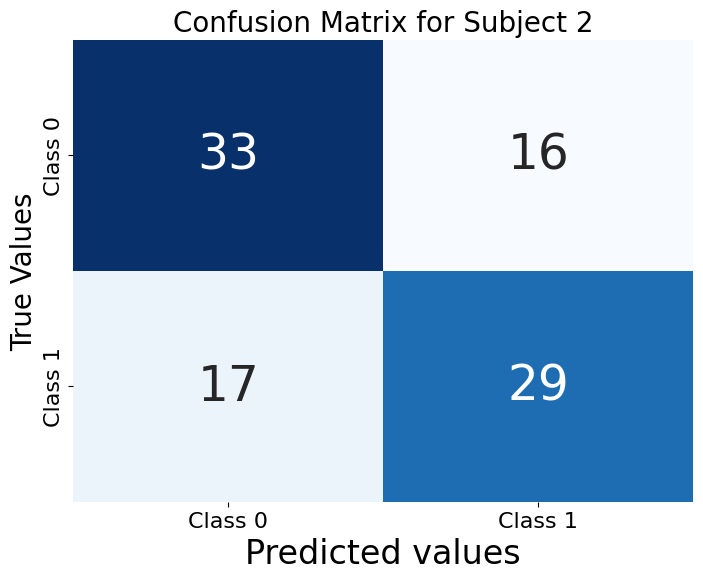 Confusion Matrix for Subject 2
True Values
Class 0
33
16
Class 1
17
29
Class 0
Class 1
Predicted values